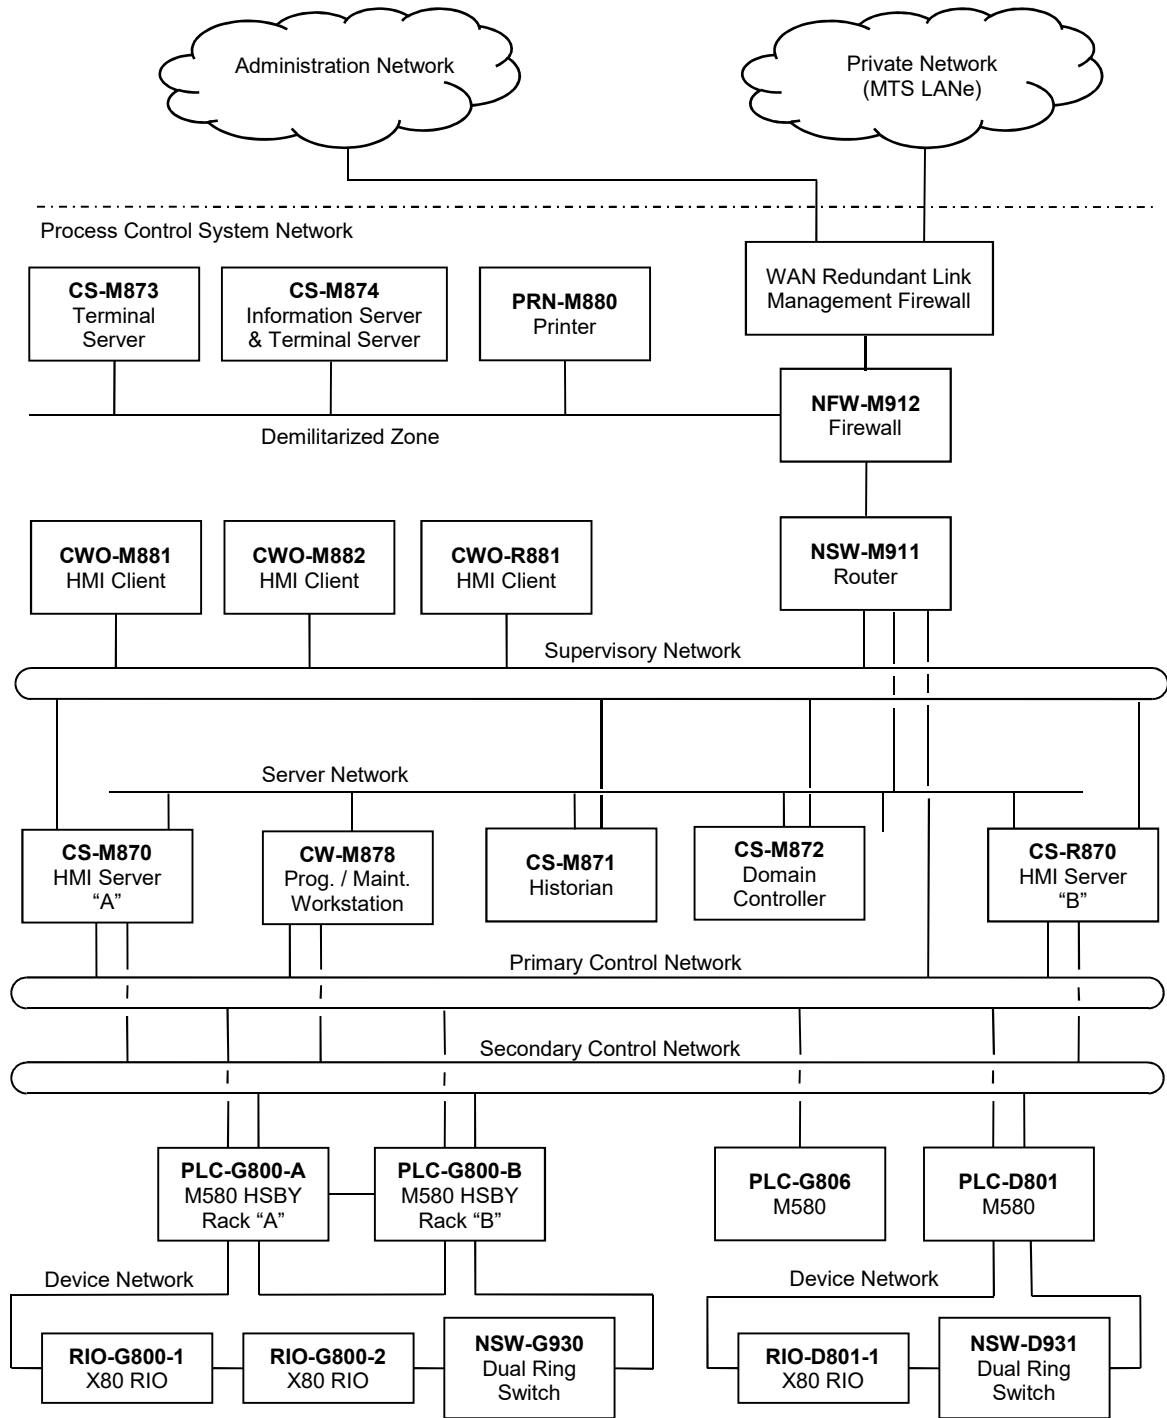 Administration Network
Private Network
(MTS LANe)
Process Control System Network
CS-M873
Terminal
Server
CS-M874
Information Server
& Terminal Server
PRN-M880
Printer
WAN Redundant Link
Management Firewall
NFW-M912
Firewall
Demilitarized Zone
CWO-M881
HMI Client
CWO-M882
HMI Client
CWO-R881
HMI Client
NSW-M911
Router
Supervisory Network
Server Network
CS-M870
HMI Server
“A”
CW-M878
Prog. / Maint.
Workstation
CS-M871
Historian
CS-M872
Domain
Controller
CS-R870
HMI Server
“B”
Primary Control Network
Secondary Control Network
PLC-G800-A
M580 HSBY
Rack “A”
PLC-G800-B
M580 HSBY
Rack “B”
PLC-G806
M580
PLC-D801
M580
Device Network
Device Network
RIO-G800-1
X80 RIO
RIO-G800-2
X80 RIO
NSW-G930
Dual Ring
Switch
RIO-D801-1
X80 RIO
NSW-D931
Dual Ring
Switch